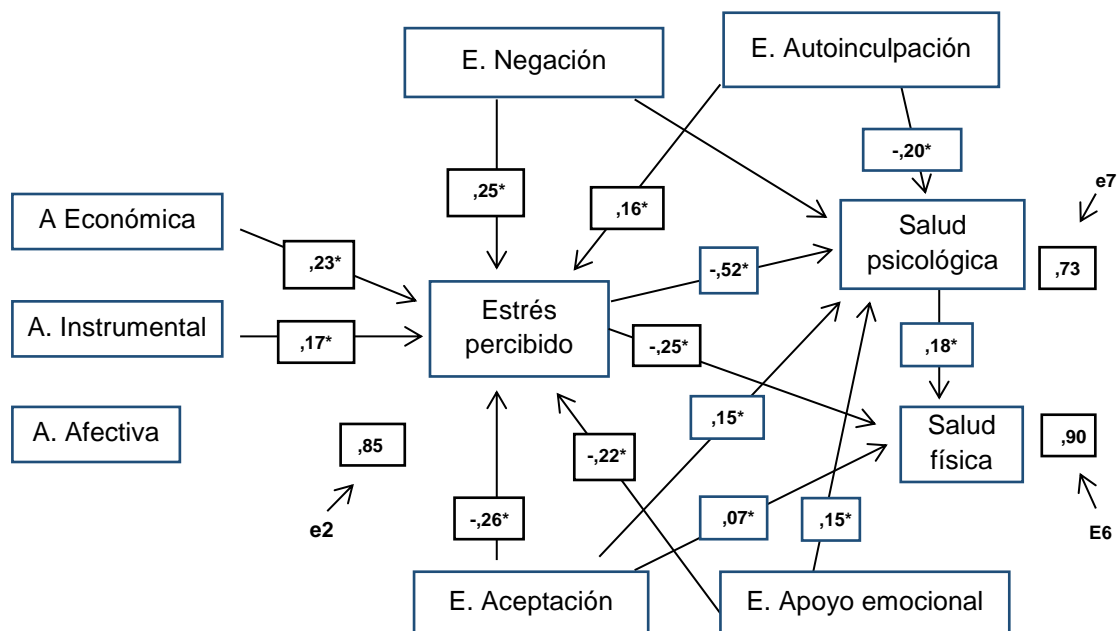 E. Negación
E. Autoinculpación
-,20*
,25*
,16*
e7
A Económica
Salud
psicológica
,23*
-,52*
,73
A. Instrumental
Estrés
percibido
,17*
-,25*
,18*
A. Afectiva
,85
,15*
Salud
física
,90
-,22*
e2
-,26*
,07*
,15*
E6
E. Aceptación
E. Apoyo emocional